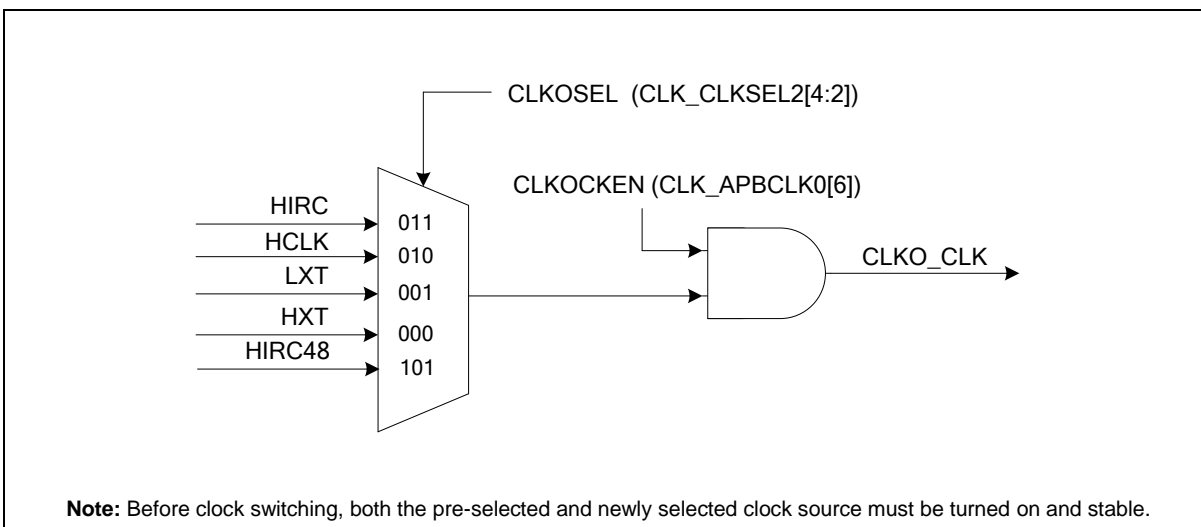 CLKOSEL (CLK_CLKSEL2[4:2])
CLKOCKEN (CLK_APBCLK0[6])
HIRC
011
HCLK
010
CLKO_CLK
LXT
001
HXT
000
HIRC48
101
Note: Before clock switching, both the pre-selected and newly selected clock source must be turned on and stable.